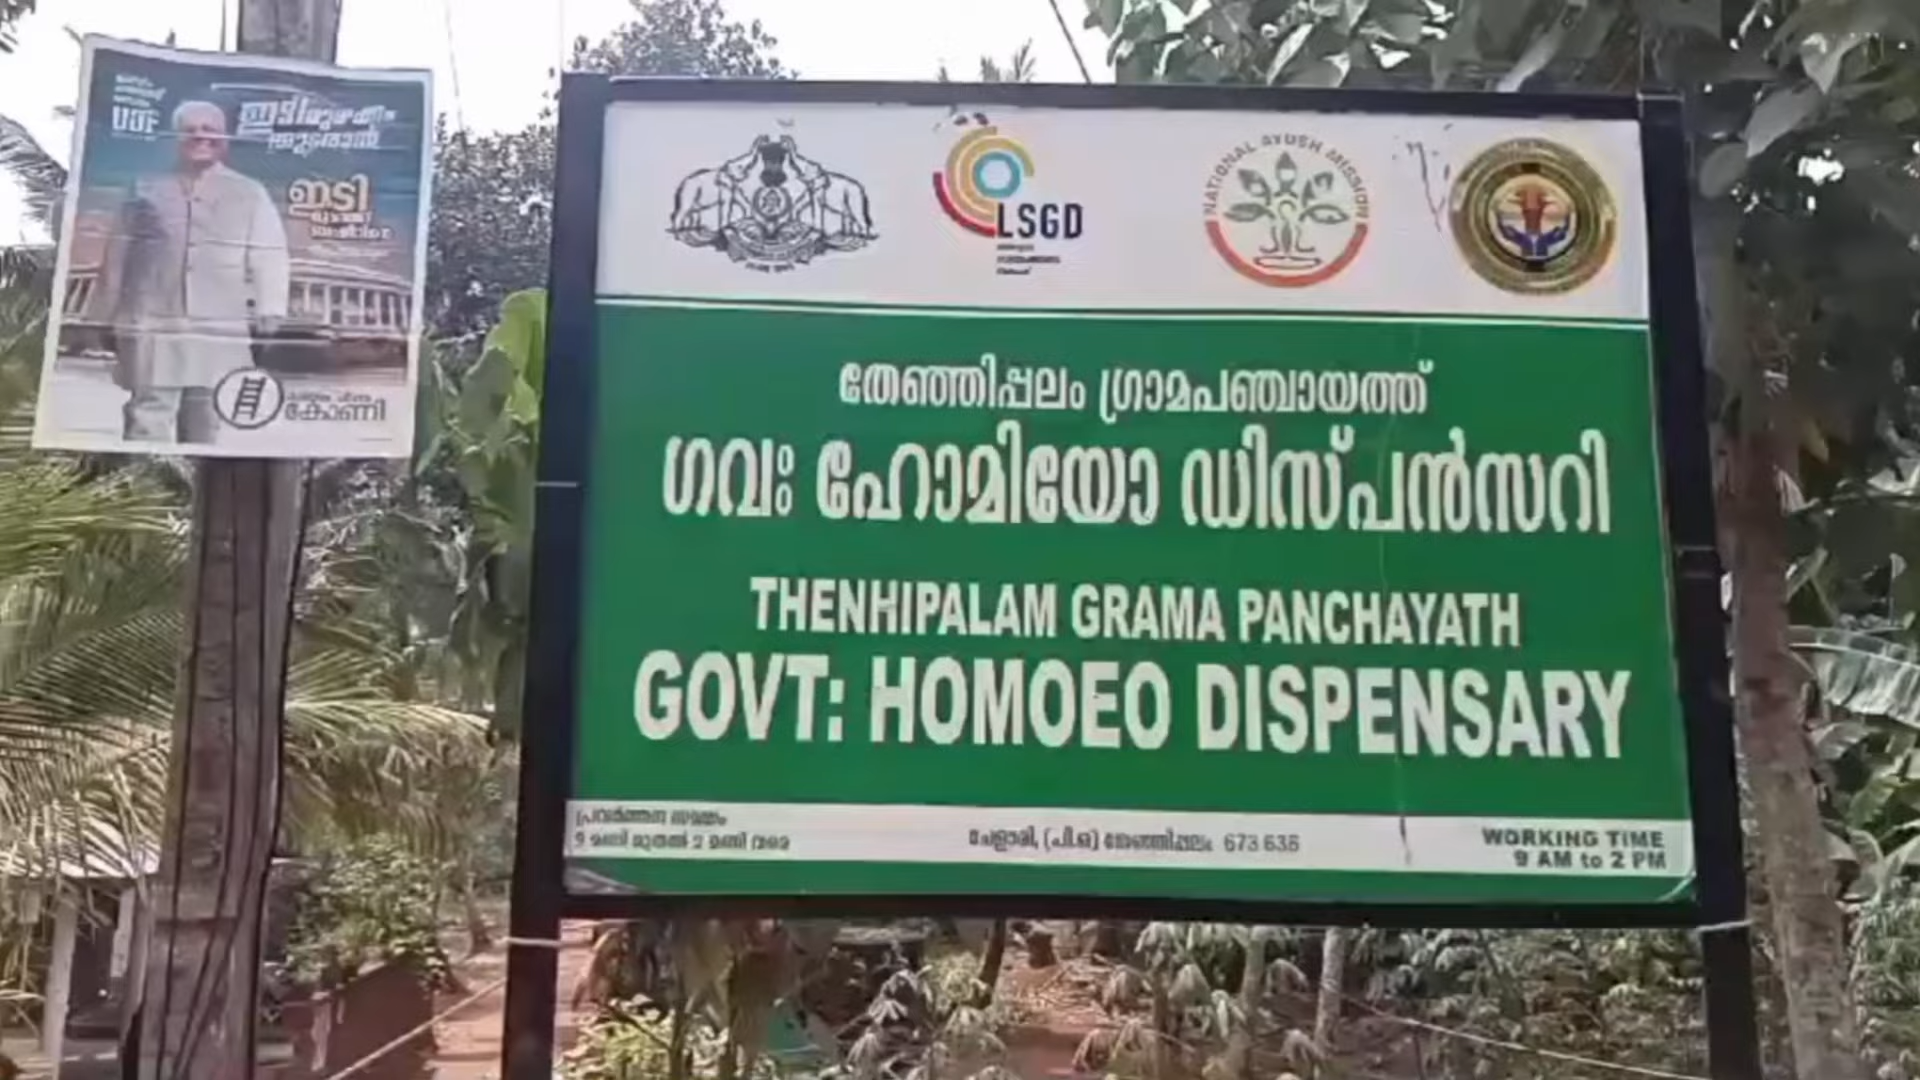 UDF
ഇടി
കോണി
LSGD
NATIONAL AYUSH MISSION
തേഞ്ഞിപ്പലം ഗ്രാമപഞ്ചായത്ത്
ഗവഃ ഹോമിയോ ഡിസ്പൻസറി
THENHIPALAM GRAMA PANCHAYATH
GOVT: HOMOEO DISPENSARY
പ്രവർത്തന സമയം
9 മണി മുതൽ 2 മണി വരെ
ചേളാരി, (പി.ഒ) തേഞ്ഞിപ്പലം 673 636
WORKING TIME
9 AM to 2 PM